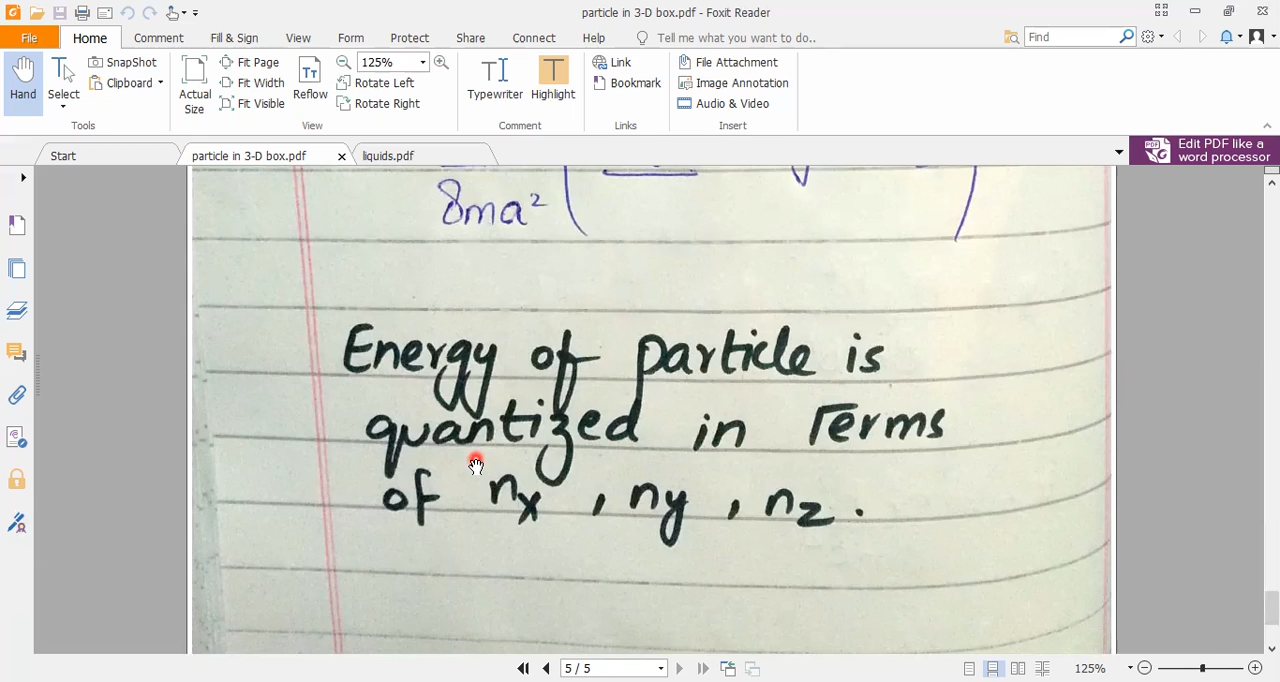 particle in 3-D box.pdf - Foxit Reader
File Home Comment Fill & Sign View Form Protect Share Connect Help Tell me what you want to do.. Find
Hand
Select
SnapShot
Clipboard
Actual Size
Fit Page
Fit Width
Fit Visible
Reflow
125%
Rotate Left
Rotate Right
Typewriter
Highlight
Link
Bookmark
File Attachment
Image Annotation
Audio & Video
Tools View Comment Links Insert
Start particle in 3-D box.pdf liquids.pdf
Edit PDF like a
word processor
8ma²
Energy of particle is
quantized in Terms
of nx , ny , nz .
5 / 5 125%